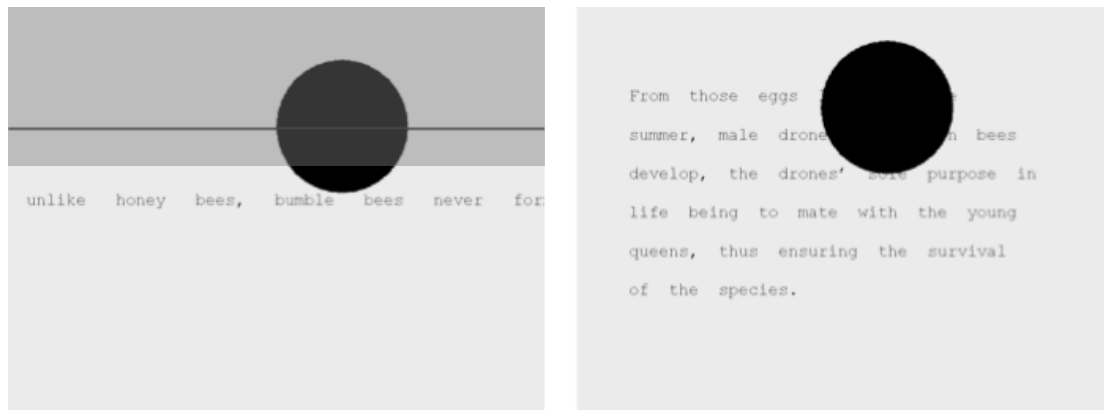 unlike honey bees, bumble bees never
From those eggs
summer, male bees
develop, the drones' sole purpose in
life being to mate with the young
queens, thus ensuring the survival
of the species.